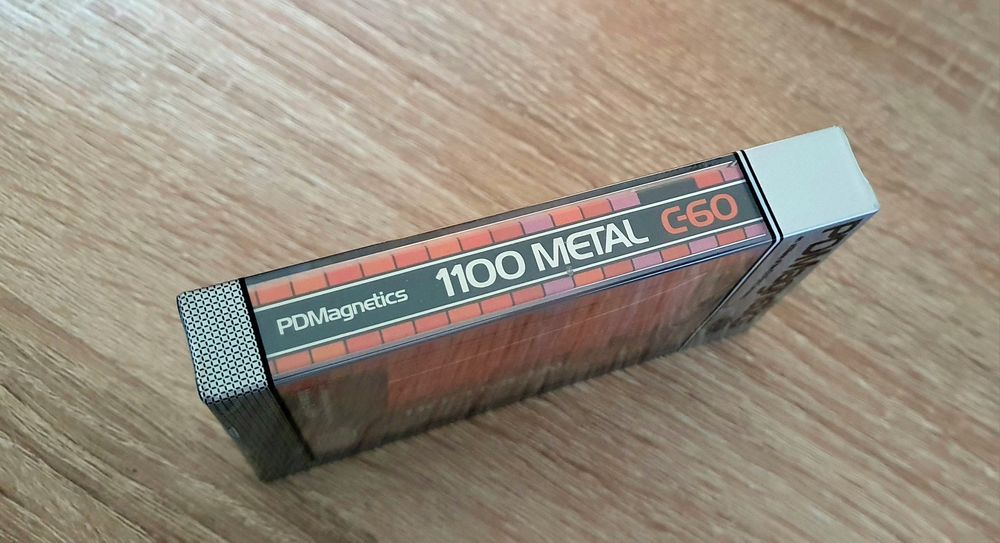 PDMagnetics 1100 METAL C-60